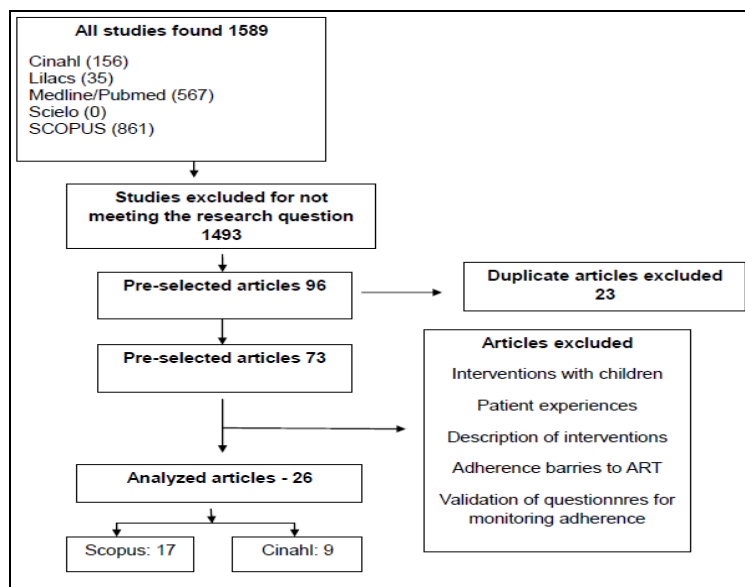 All studies found 1589
Cinahl (156)
Lilacs (35)
Medline/Pubmed (567)
Scielo (0)
SCOPUS (861)
Studies excluded for not
meeting the research question
1493
Pre-selected articles 96
Duplicate articles excluded
23
Pre-selected articles 73
Articles excluded
Interventions with children
Patient experiences
Description of interventions
Adherence barries to ART
Validation of questionnres for
monitoring adherence
Analyzed articles - 26
Scopus: 17
Cinahl: 9